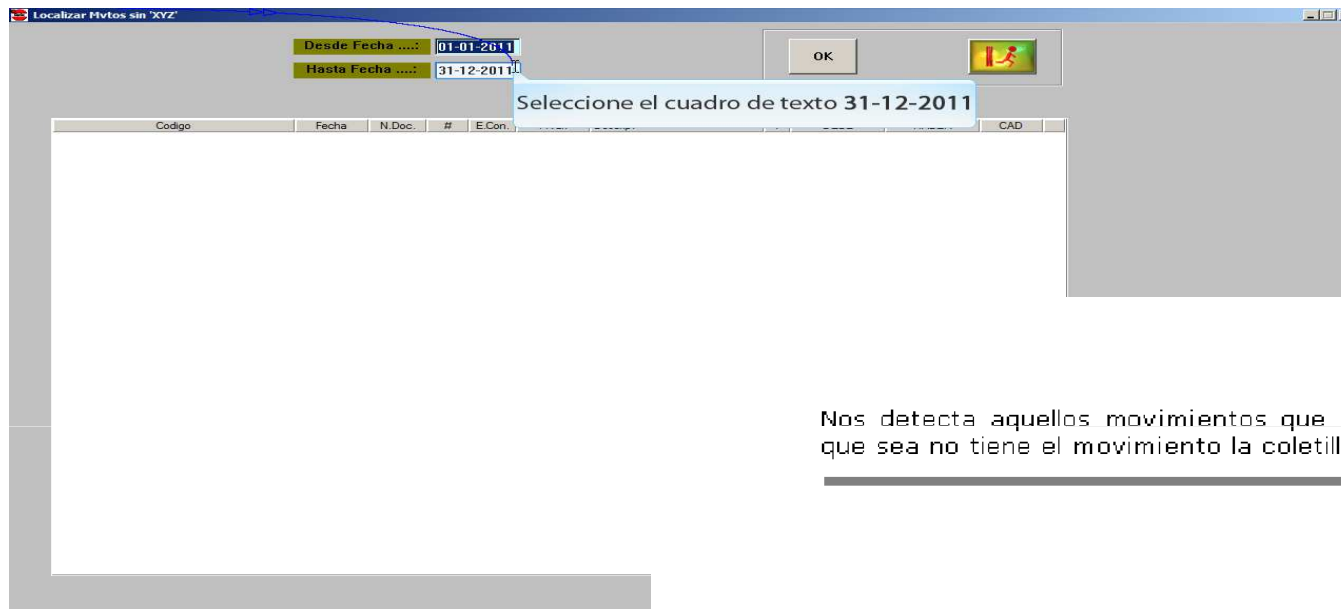 Localizar Mvtos sin 'XYZ'
Desde Fecha ....: 01-01-2011
OK
Hasta Fecha ....: 31-12-2011
Seleccione el cuadro de texto 31-12-2011
Codigo Fecha N.Doc. # E.Con. CAD
Nos detecta aquellos movimientos que
que sea no tiene el movimiento la coletill